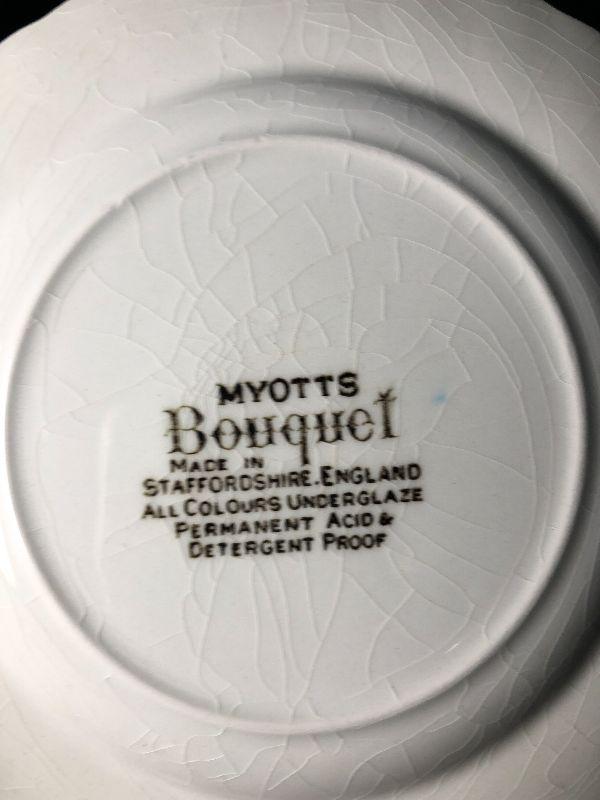 MYOTTS
Bouquet
MADE IN
STAFFORDSHIRE. ENGLAND
ALL COLOURS UNDERGLAZE
PERMANENT ACID &
DETERGENT PROOF